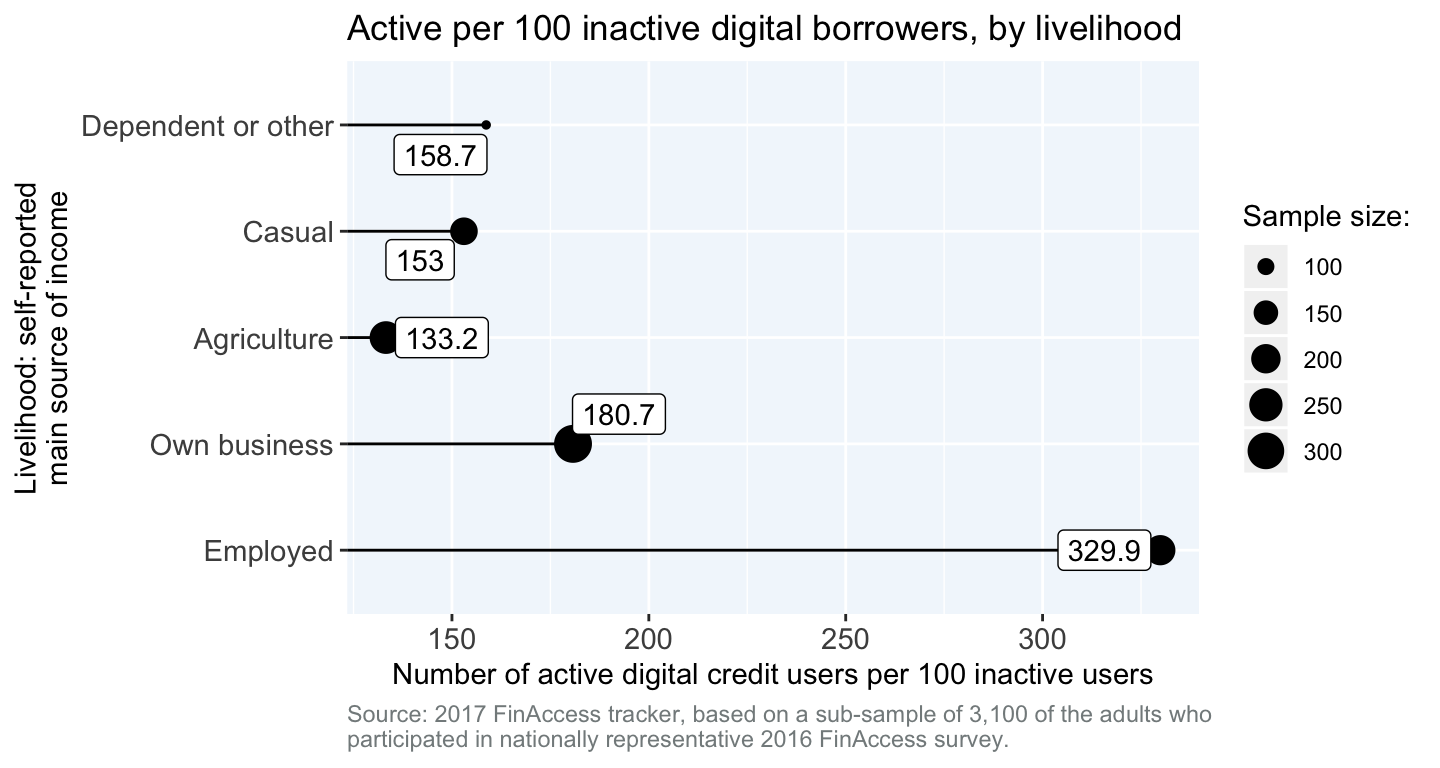 Active per 100 inactive digital borrowers, by livelihood
Livelihood: self-reported
main source of income
Dependent or other
158.7
Casual
153
Agriculture
133.2
Own business
180.7
Employed
329.9
150
200
250
300
Number of active digital credit users per 100 inactive users
Sample size:
100
150
200
250
300
Source: 2017 FinAccess tracker, based on a sub-sample of 3,100 of the adults who
participated in nationally representative 2016 FinAccess survey.